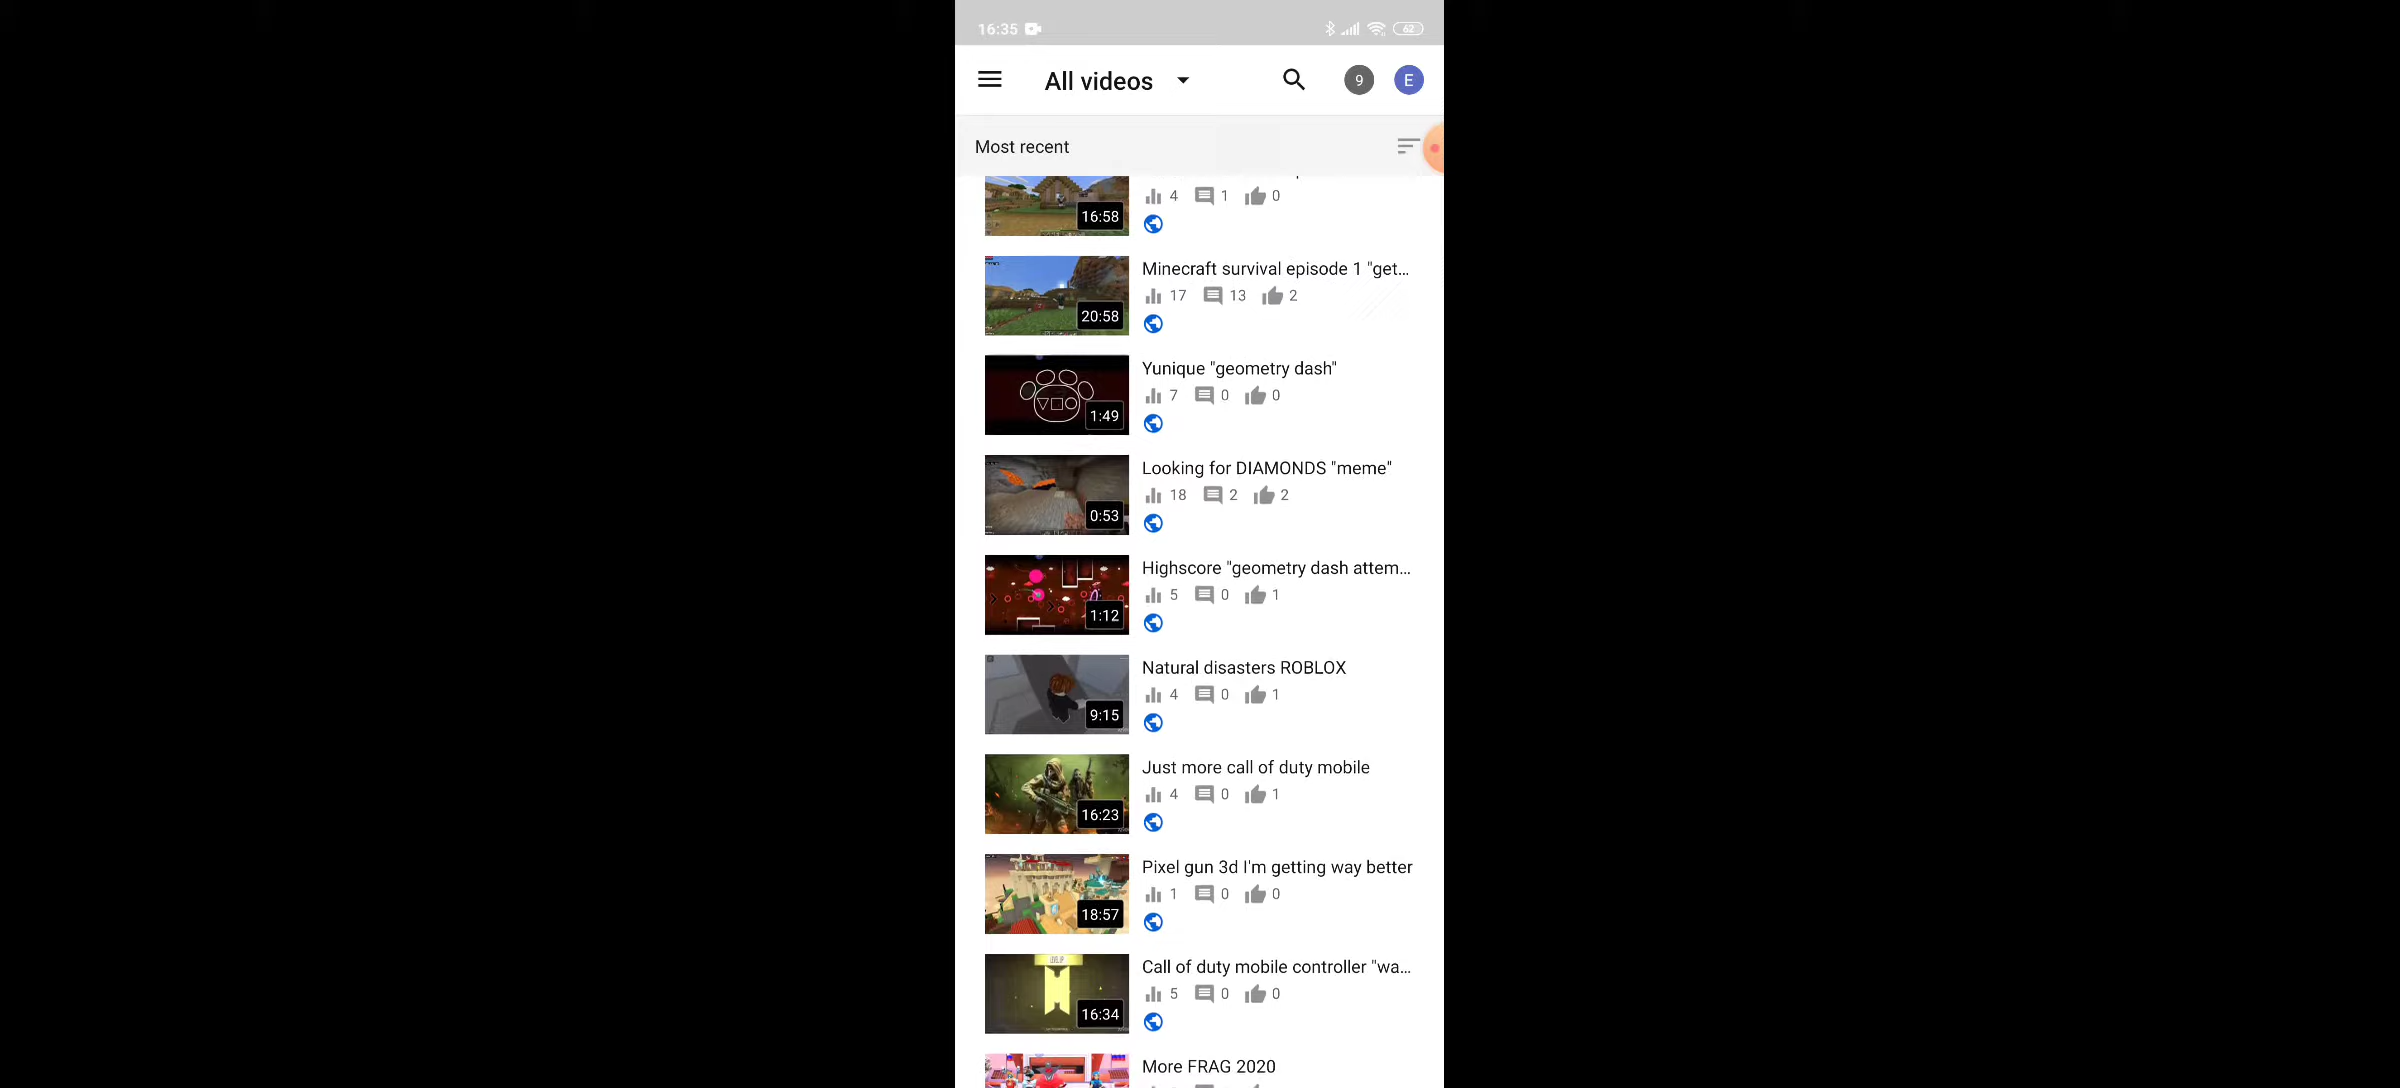 16:35
62
All videos
9
E
Most recent
16:58
4 1 0
Minecraft survival episode 1 "get...
20:58
17 13 2
Yunique "geometry dash"
1:49
7 0 0
Looking for DIAMONDS "meme"
0:53
18 2 2
Highscore "geometry dash attem...
1:12
5 0 1
Natural disasters ROBLOX
9:15
4 0 1
Just more call of duty mobile
16:23
4 0 1
Pixel gun 3d I'm getting way better
18:57
1 0 0
Call of duty mobile controller "wa...
16:34
5 0 0
More FRAG 2020